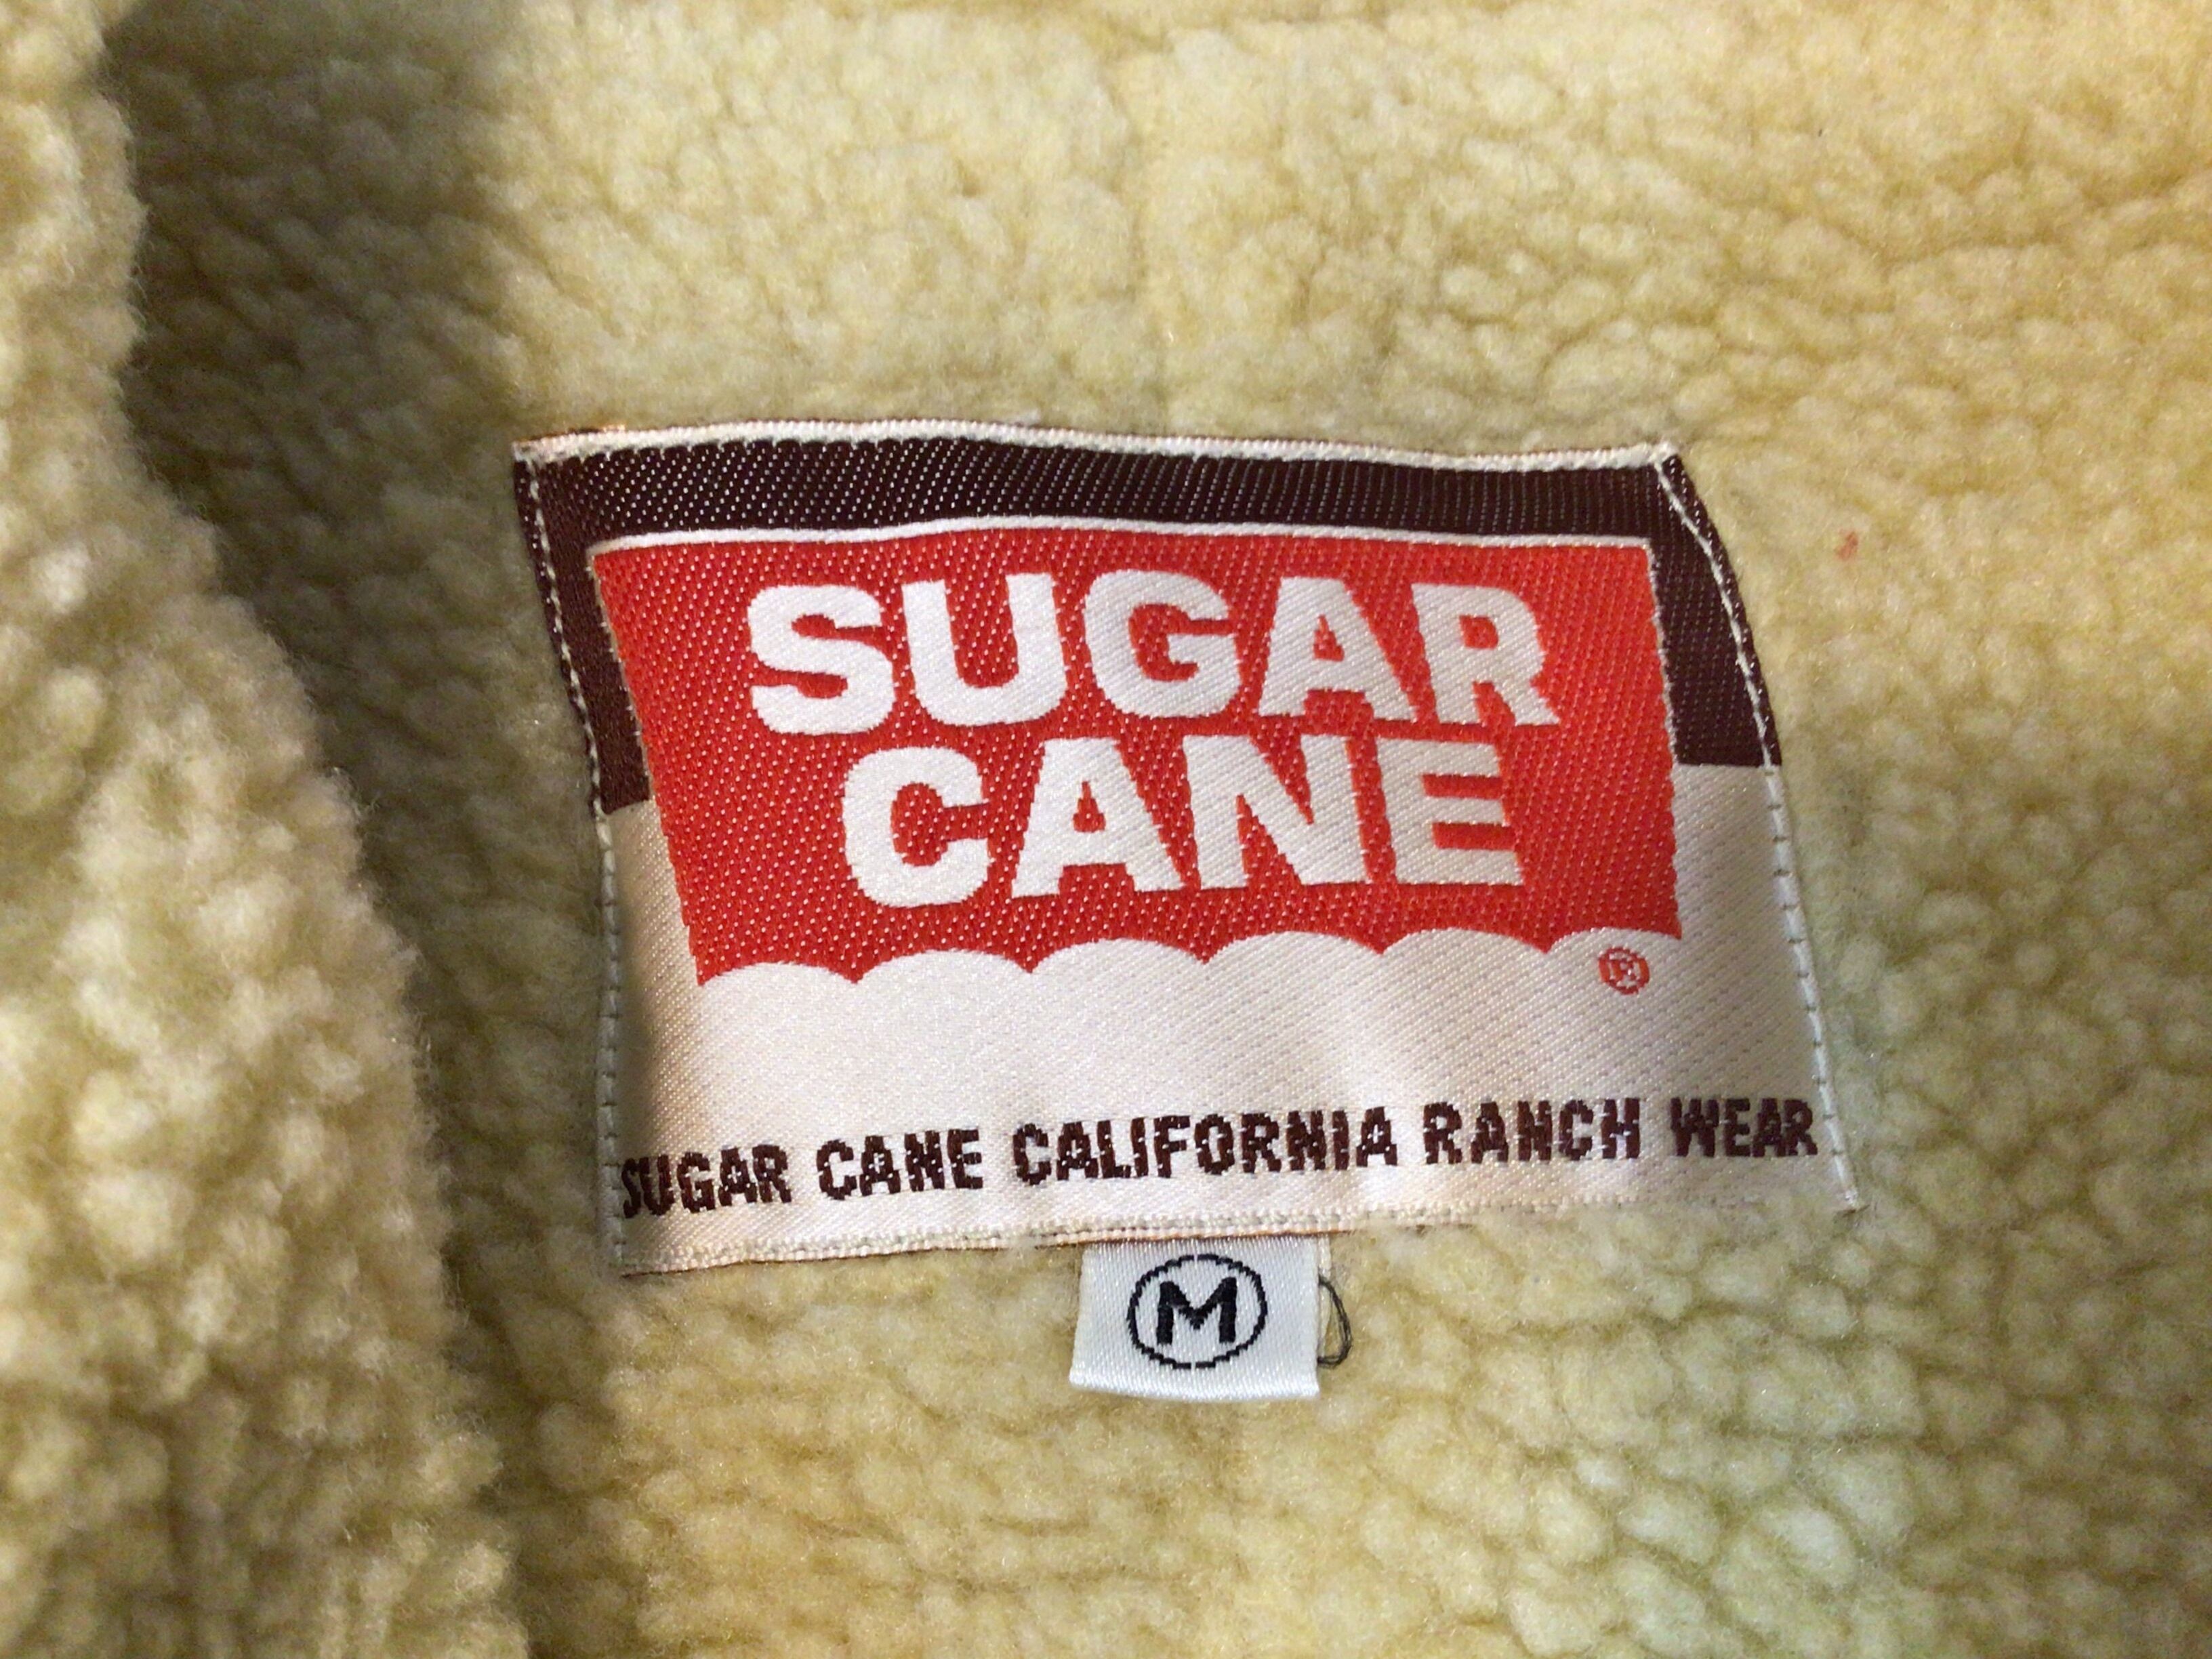 SUGAR
CANE
®
SUGAR CANE CALIFORNIA RANCH WEAR
M